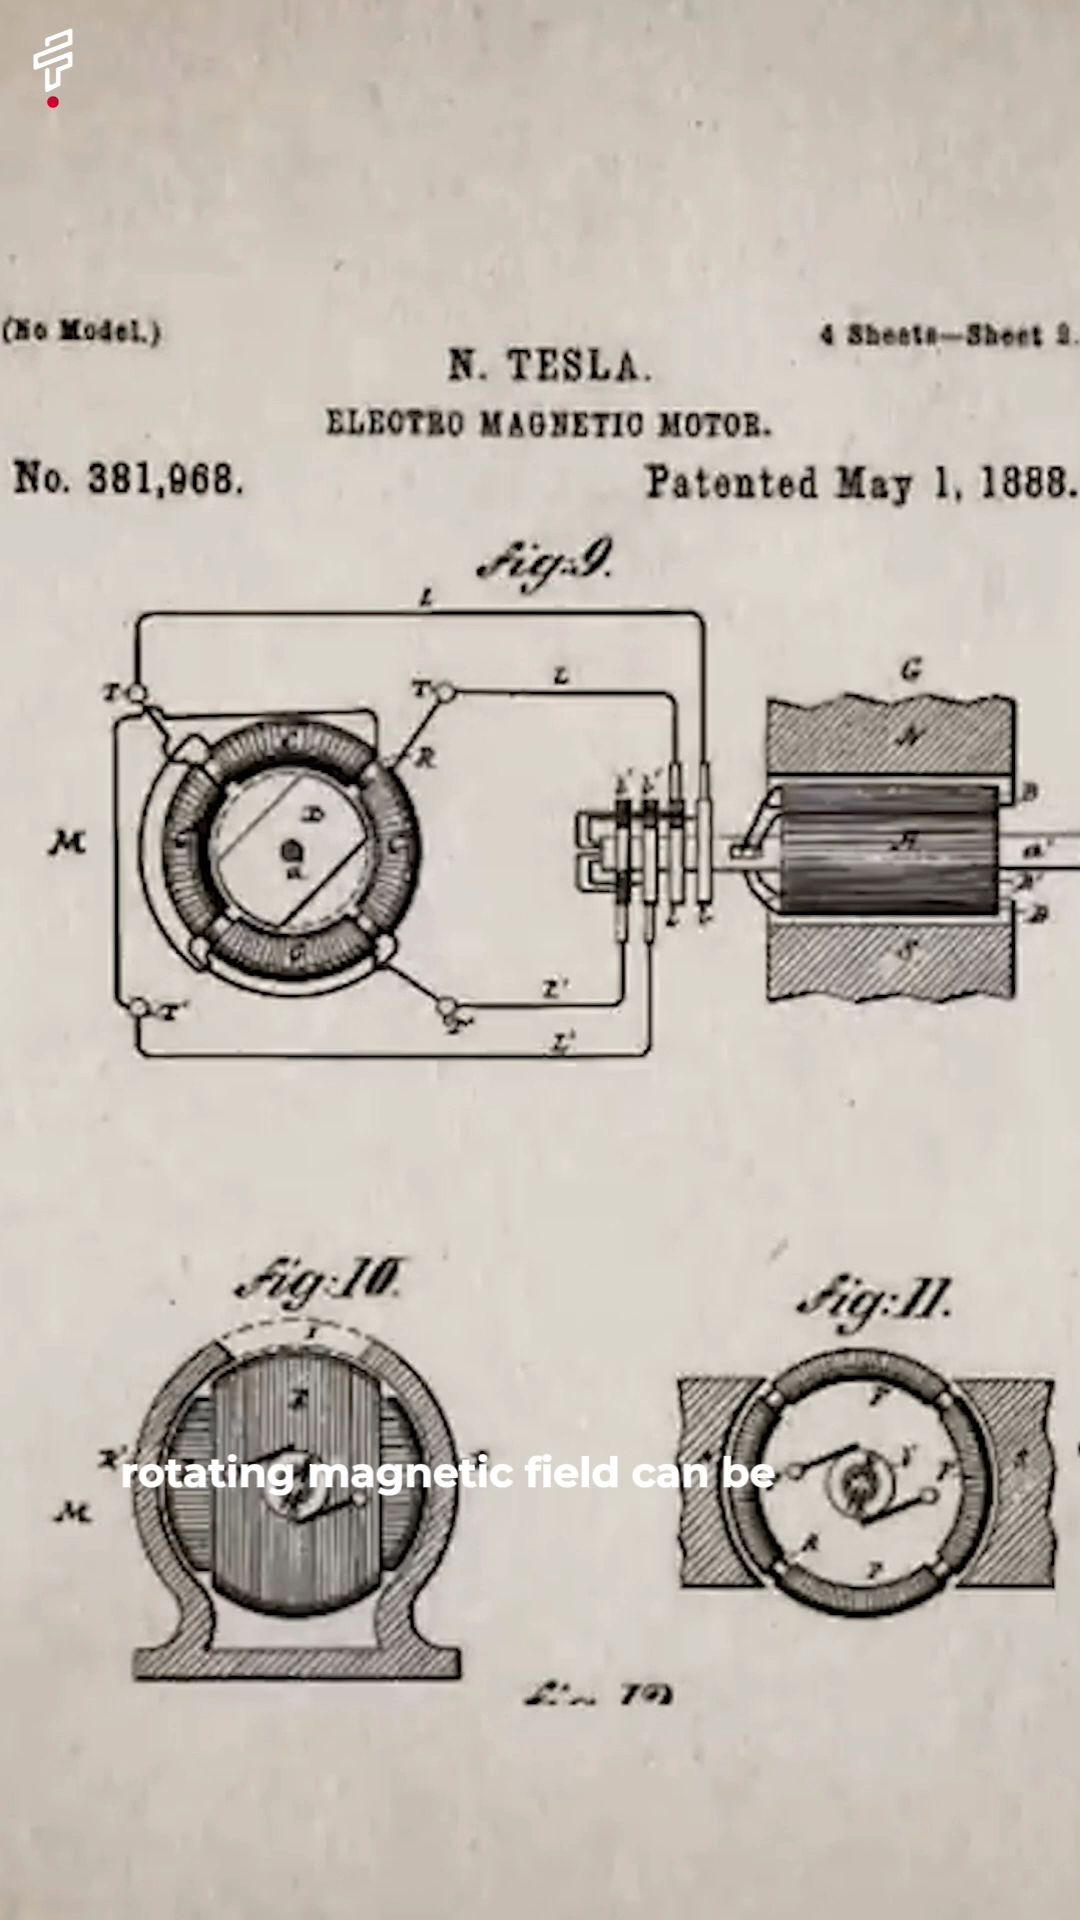 (No Model.)
4 Sheets—Sheet 2.
N. TESLA.
ELECTRO MAGNETIC MOTOR.
No. 381,968.
Patented May 1, 1888.
Fig: 9.
L
G
T
T
L
N
C
R
b' b'
B
D
M
C
C
A
a'
a
A'
B
b b
C
S
L'
T'
T'
L'
Fig: 10.
Fig: 11.
F
R
rotating magnetic field can be
M
R
F